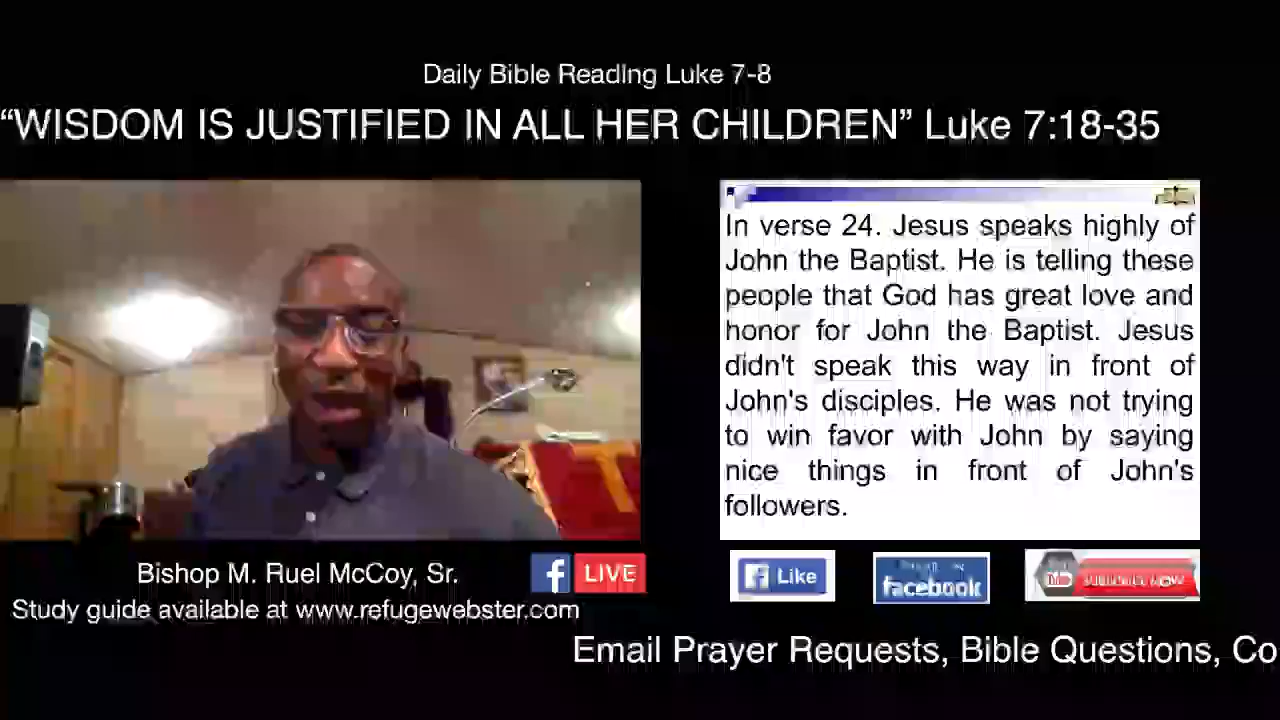 Daily Bible Reading Luke 7-8
“WISDOM IS JUSTIFIED IN ALL HER CHILDREN” Luke 7:18-35
In verse 24. Jesus speaks highly of
John the Baptist. He is telling these
people that God has great love and
honor for John the Baptist. Jesus
didn't speak this way in front of
John's disciples. He was not trying
to win favor with John by saying
nice things in front of John's
followers.
Bishop M. Ruel McCoy, Sr.
LIVE
Like
facebook
SUBSCRIBE NOW
Study guide available at www.refugewebster.com
Email Prayer Requests, Bible Questions, Co